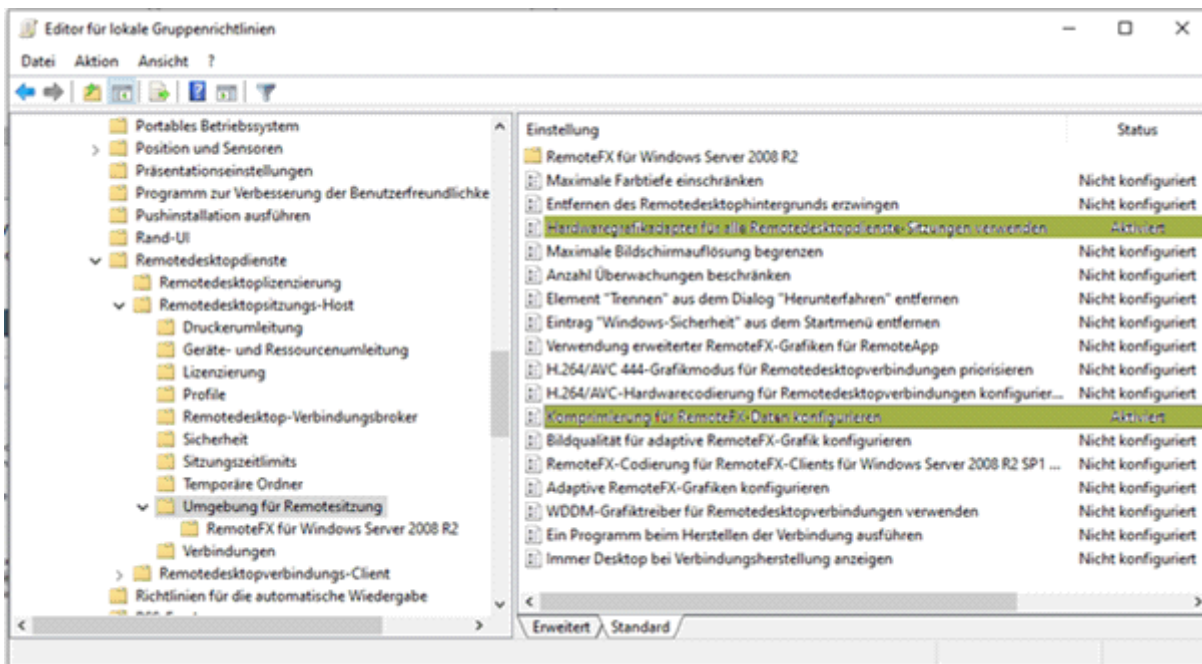 Editor für lokale Gruppenrichtlinien
Datei Aktion Ansicht ?
Portables Betriebssystem
Position und Sensoren
Präsentationseinstellungen
Programm zur Verbesserung der Benutzerfreundlichke
Pushinstallation ausführen
Rand-UI
Remotedesktopdienste
Remotedesktoplizenzierung
Remotedesktopsitzungs-Host
Druckerumleitung
Geräte- und Ressourcenumleitung
Lizenzierung
Profile
Remotedesktop-Verbindungsbroker
Sicherheit
Sitzungszeitlimits
Temporäre Ordner
Umgebung für Remotesitzung
RemoteFX für Windows Server 2008 R2
Verbindungen
Remotedesktopverbindungs-Client
Richtlinien für die automatische Wiedergabe
Einstellung Status
RemoteFX für Windows Server 2008 R2
Maximale Farbtiefe einschränken Nicht konfiguriert
Entfernen des Remotedesktophintergrunds erzwingen Nicht konfiguriert
Hardwaregrafikadapter für alle Remotedesktopdienste-Sitzungen verwenden Aktiviert
Maximale Bildschirmauflösung begrenzen Nicht konfiguriert
Anzahl Überwachungen beschränken Nicht konfiguriert
Element "Trennen" aus dem Dialog "Herunterfahren" entfernen Nicht konfiguriert
Eintrag "Windows-Sicherheit" aus dem Startmenü entfernen Nicht konfiguriert
Verwendung erweiterter RemoteFX-Grafiken für RemoteApp Nicht konfiguriert
H.264/AVC 444-Grafikmodus für Remotedesktopverbindungen priorisieren Nicht konfiguriert
H.264/AVC-Hardwarecodierung für Remotedesktopverbindungen konfigurier... Nicht konfiguriert
Komprimierung für RemoteFX-Daten konfigurieren Aktiviert
Bildqualität für adaptive RemoteFX-Grafik konfigurieren Nicht konfiguriert
RemoteFX-Codierung für RemoteFX-Clients für Windows Server 2008 R2 SP1 ... Nicht konfiguriert
Adaptive RemoteFX-Grafiken konfigurieren Nicht konfiguriert
WDDM-Grafiktreiber für Remotedesktopverbindungen verwenden Nicht konfiguriert
Ein Programm beim Herstellen der Verbindung ausführen Nicht konfiguriert
Immer Desktop bei Verbindungsherstellung anzeigen Nicht konfiguriert
Erweitert Standard